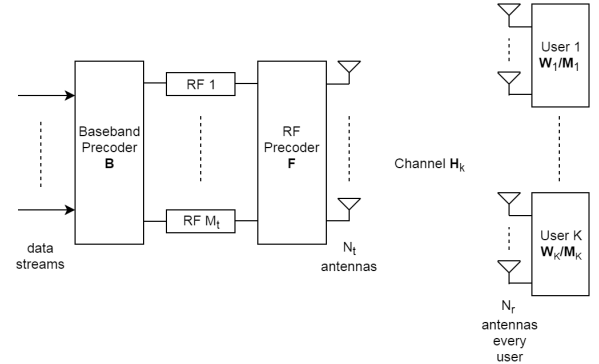 Baseband
Precoder
B
RF 1
RF Mt
RF
Precoder
F
data
streams
Nt
antennas
Channel Hk
User 1
W1/M1
User K
WK/MK
Nr
antennas
every
user